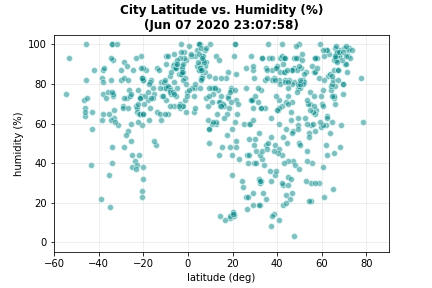 City Latitude vs. Humidity (%)
(Jun 07 2020 23:07:58)
100
80
60
40
20
0
humidity (%)
−60 −40 −20 0 20 40 60 80
latitude (deg)